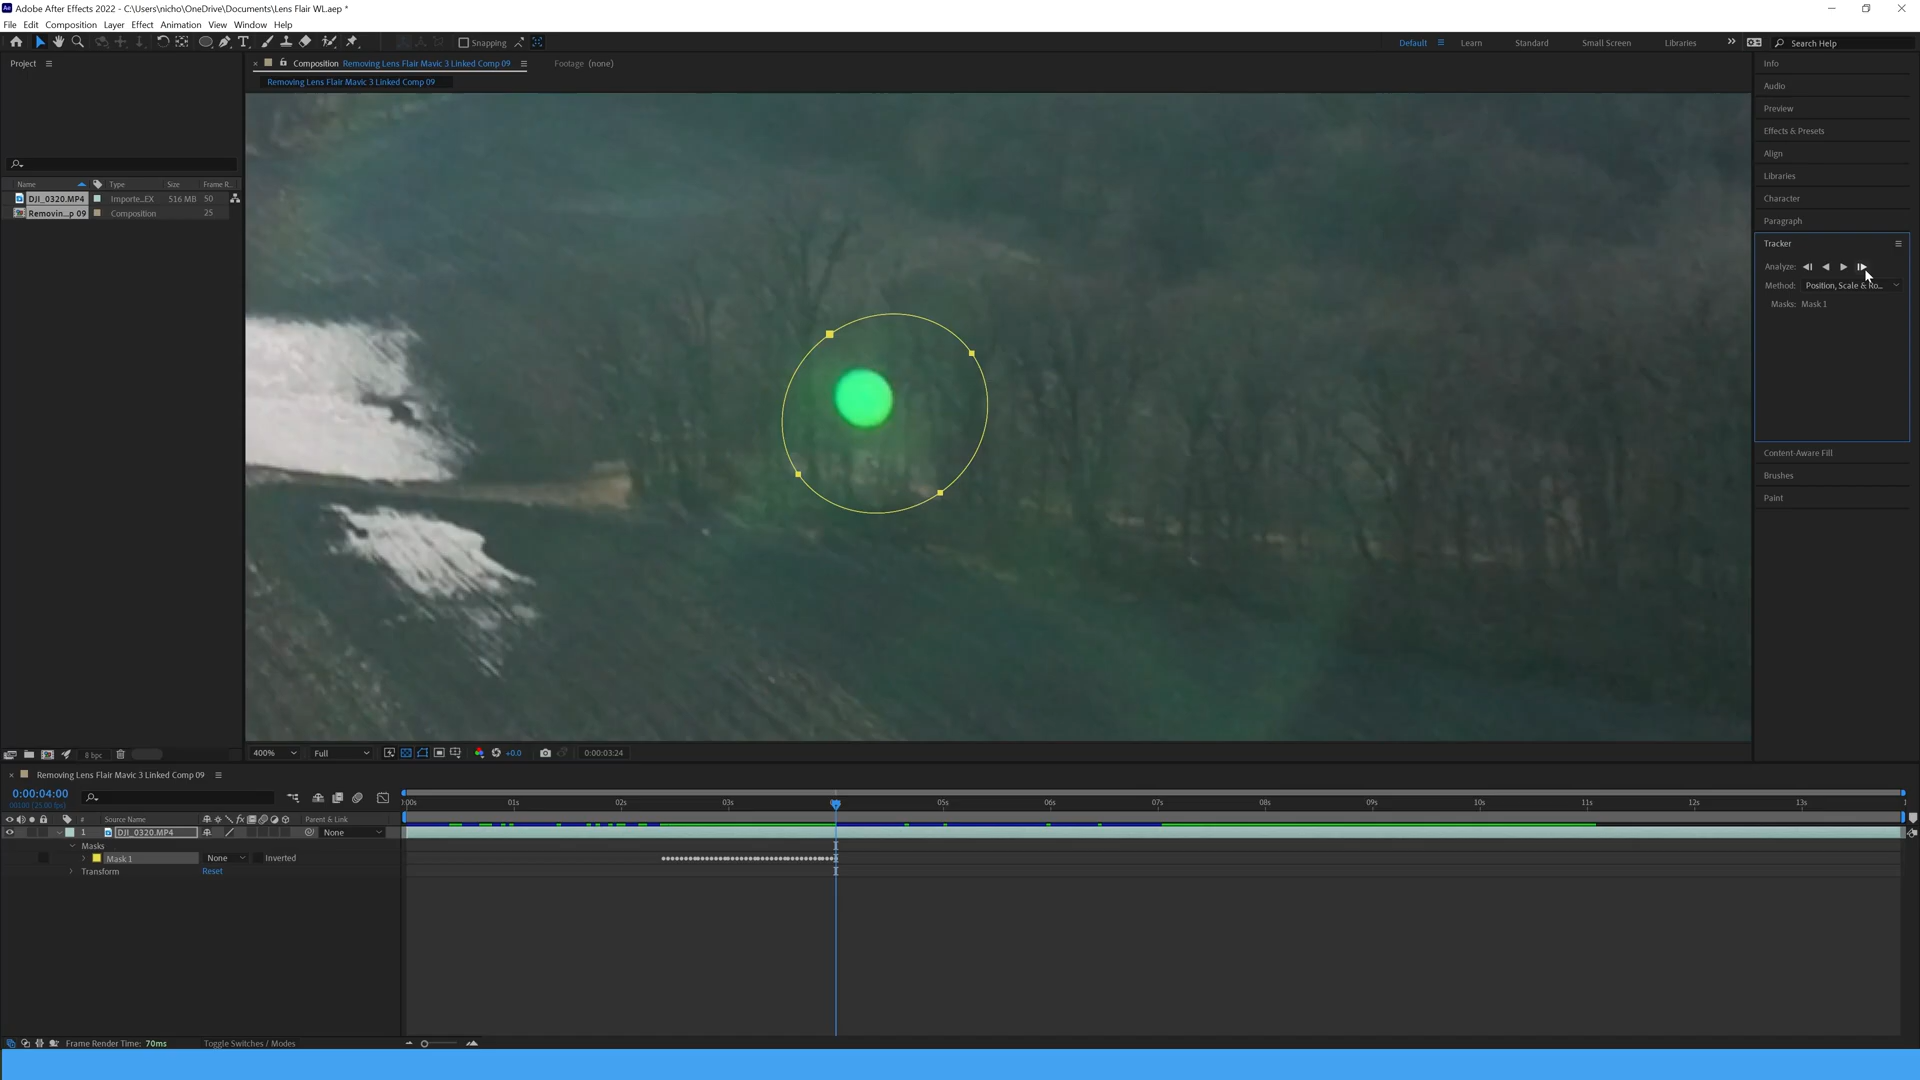 Adobe After Effects 2022 - C:\Users\nicho\OneDrive\Documents\Lens Flair WL.aep *
File Edit Composition Layer Effect Animation View Window Help
Snapping
Default Learn Standard Small Screen Libraries Search Help
Project
Composition Removing Lens Flair Mavic 3 Linked Comp 09 Footage (none)
Removing Lens Flair Mavic 3 Linked Comp 09
Name Type Size Frame R...
DJI_0320.MP4 Importe...EX 516 MB 50
Removin...p 09 Composition 25
Info
Audio
Preview
Effects & Presets
Align
Libraries
Character
Paragraph
Tracker
Analyze:
Method: Position, Scale & Ro...
Masks: Mask 1
Content-Aware Fill
Brushes
Paint
8 bpc
400% Full +0.0 0:00:03:24
Removing Lens Flair Mavic 3 Linked Comp 09
0:00:04:00
00100 (25.00 fps)
:00s 01s 02s 03s 05s 06s 07s 08s 09s 10s 11s 12s 13s
# Source Name Parent & Link
1 DJI_0320.MP4 None
Masks
Mask 1 None Inverted
Transform Reset
Frame Render Time: 70ms Toggle Switches / Modes